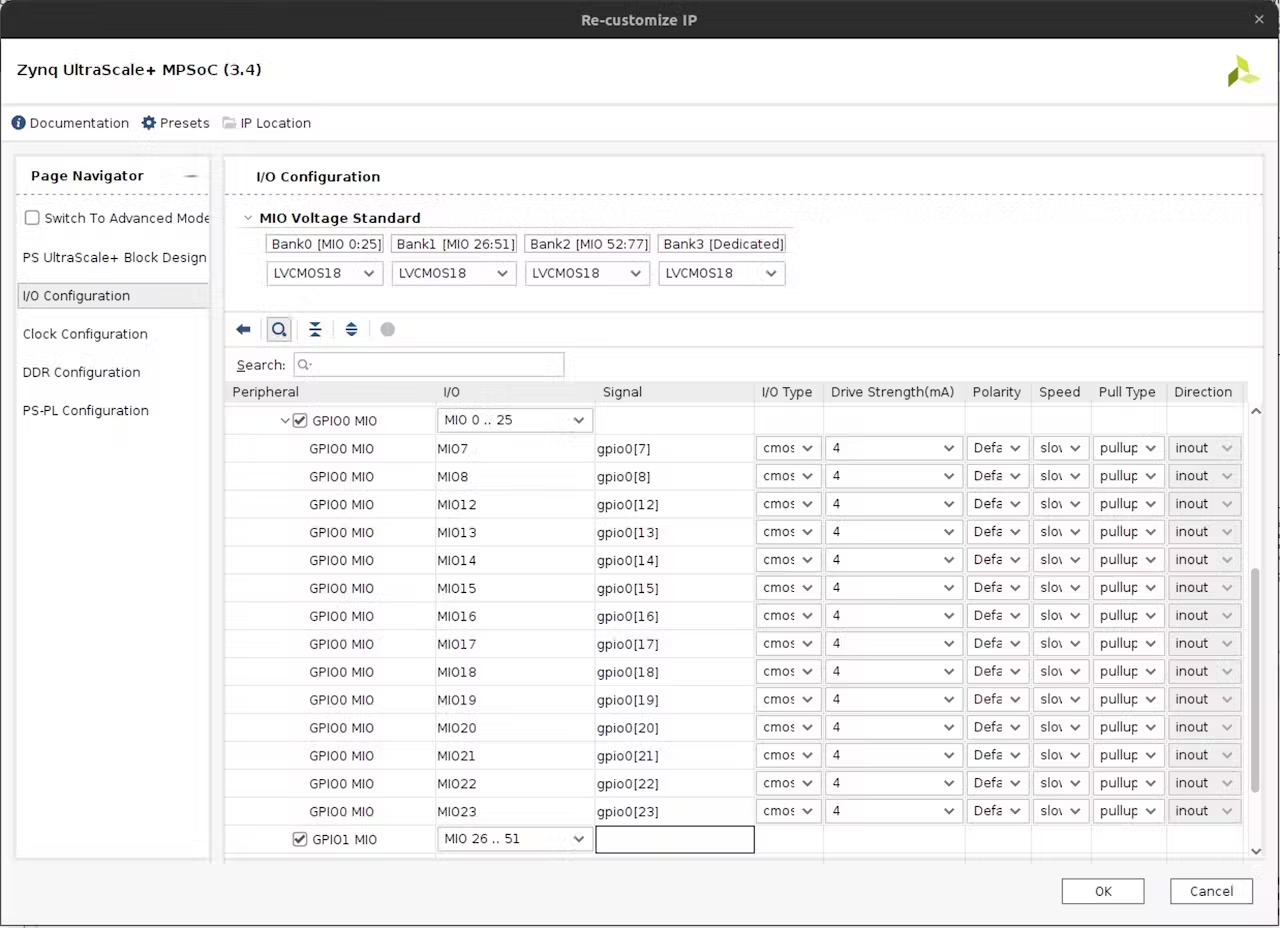 Re-customize IP
Zynq UltraScale+ MPSoC (3.4)
Documentation Presets IP Location
Page Navigator
Switch To Advanced Mode
PS UltraScale+ Block Design
I/O Configuration
Clock Configuration
DDR Configuration
PS-PL Configuration
I/O Configuration
MIO Voltage Standard
Bank0 [MIO 0:25] Bank1 [MIO 26:51] Bank2 [MIO 52:77] Bank3 [Dedicated]
LVCMOS18 LVCMOS18 LVCMOS18 LVCMOS18
Search:
Peripheral I/O Signal I/O Type Drive Strength(mA) Polarity Speed Pull Type Direction
GPIO0 MIO MIO 0 .. 25
GPIO0 MIO MIO7 gpio0[7] cmos 4 Defa slov pullup inout
GPIO0 MIO MIO8 gpio0[8] cmos 4 Defa slov pullup inout
GPIO0 MIO MIO12 gpio0[12] cmos 4 Defa slov pullup inout
GPIO0 MIO MIO13 gpio0[13] cmos 4 Defa slov pullup inout
GPIO0 MIO MIO14 gpio0[14] cmos 4 Defa slov pullup inout
GPIO0 MIO MIO15 gpio0[15] cmos 4 Defa slov pullup inout
GPIO0 MIO MIO16 gpio0[16] cmos 4 Defa slov pullup inout
GPIO0 MIO MIO17 gpio0[17] cmos 4 Defa slov pullup inout
GPIO0 MIO MIO18 gpio0[18] cmos 4 Defa slov pullup inout
GPIO0 MIO MIO19 gpio0[19] cmos 4 Defa slov pullup inout
GPIO0 MIO MIO20 gpio0[20] cmos 4 Defa slov pullup inout
GPIO0 MIO MIO21 gpio0[21] cmos 4 Defa slov pullup inout
GPIO0 MIO MIO22 gpio0[22] cmos 4 Defa slov pullup inout
GPIO0 MIO MIO23 gpio0[23] cmos 4 Defa slov pullup inout
GPIO1 MIO MIO 26 .. 51
OK Cancel